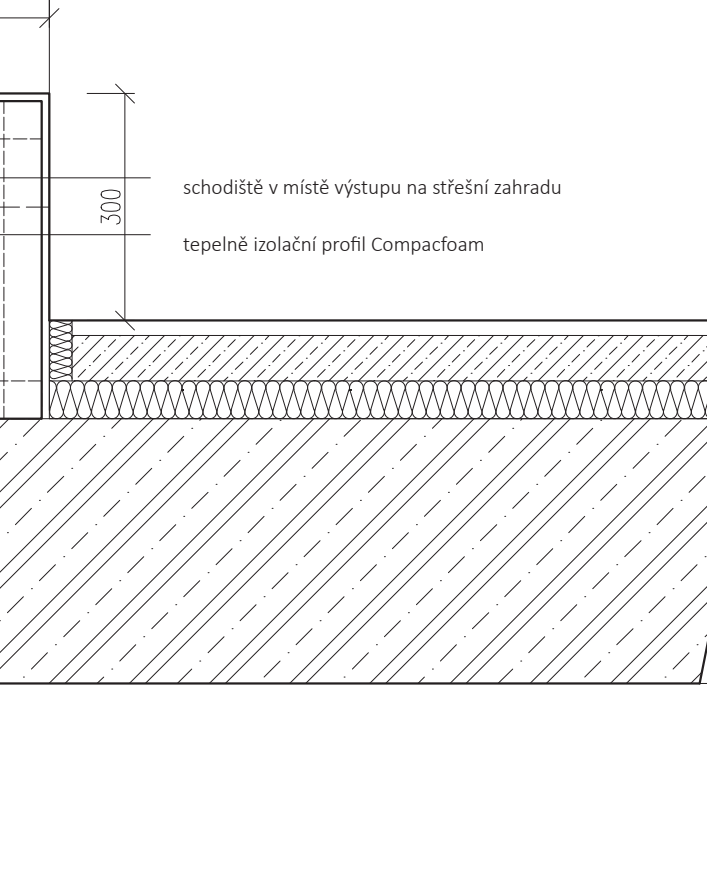 schodiště v místě výstupu na střešní zahradu
300
tepelně izolační profil Compacfoam